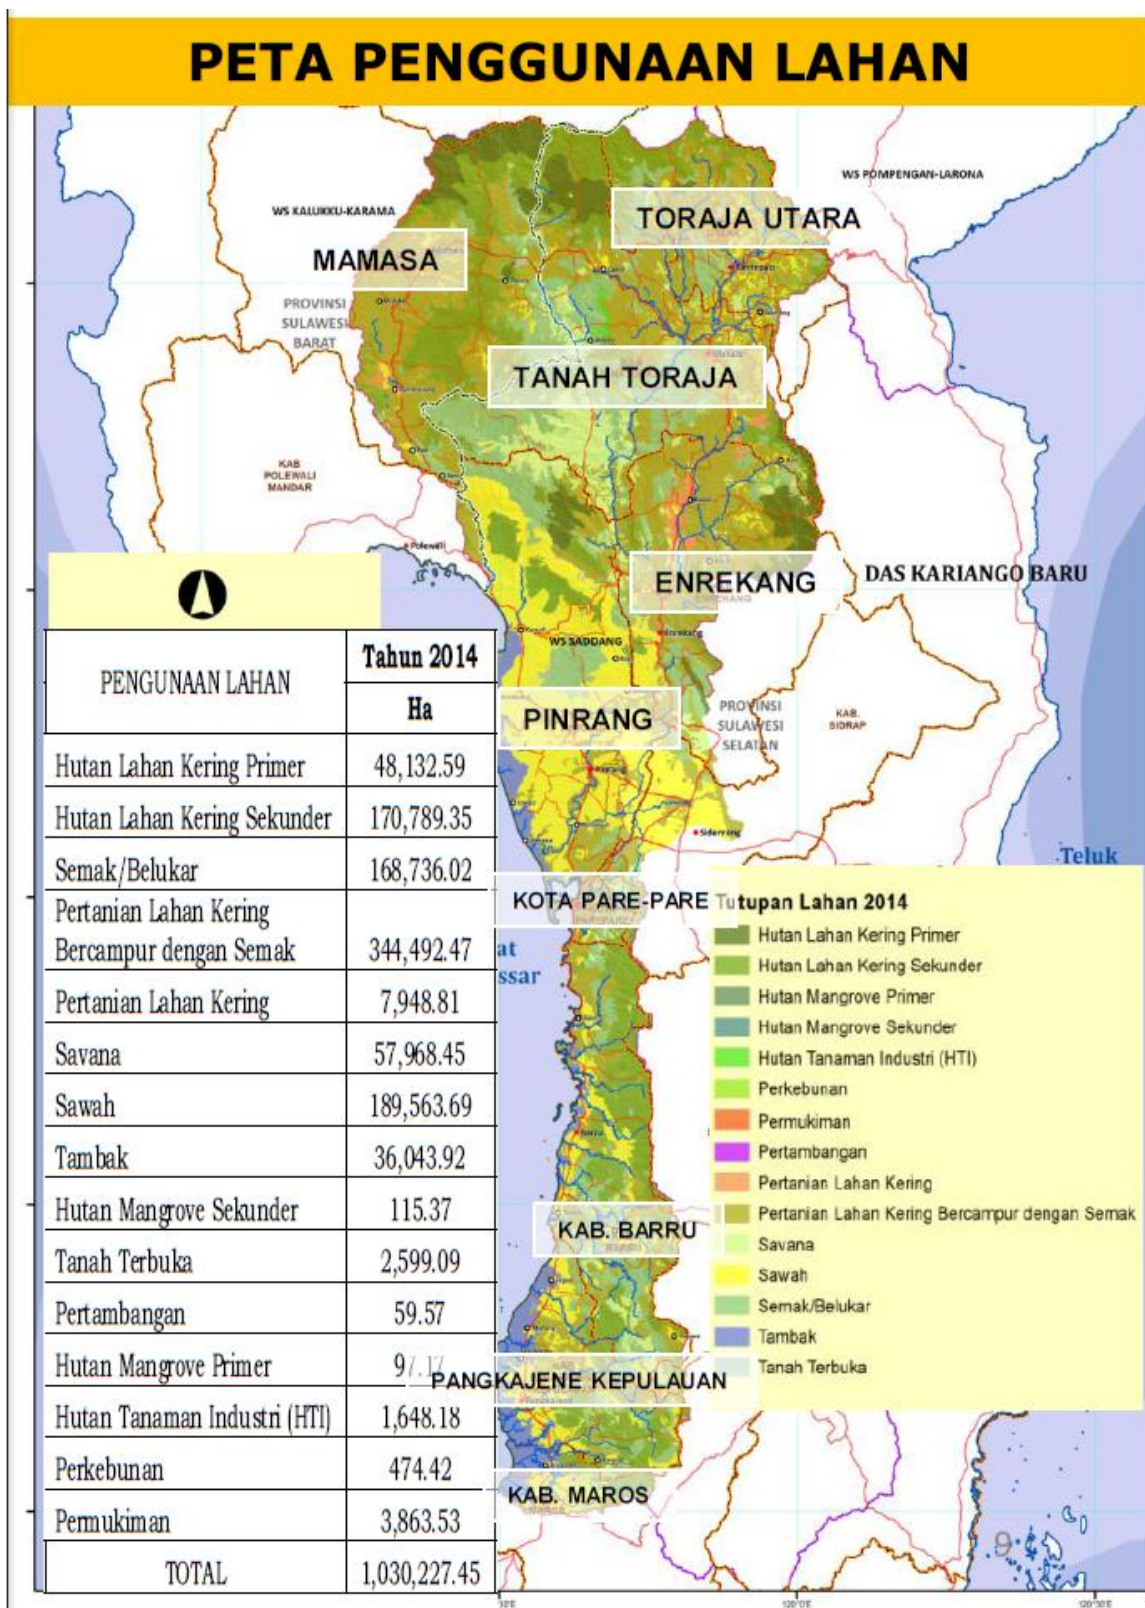 PETA PENGGUNAAN LAHAN
WS POMPENGAN-LARONA
WS KALUKKU-KARAMA
TORAJA UTARA
MAMASA
PROVINSI
SULAWESI
BARAT
TANAH TORAJA
KAB
POLEWALI
MANDAR
Polewali
ENREKANG
DAS KARIANGO BARU
Enrekang
WS SADDANG
PINRANG
PROVINSI
SULAWESI
SELATAN
KAB.
SIDRAP
Sidenreng
Teluk
KOTA PARE-PARE
at
ssar
KAB. BARRU
PANGKAJENE KEPULAUAN
KAB. MAROS
PENGUNAAN LAHAN Tahun 2014
Ha
Hutan Lahan Kering Primer 48,132.59
Hutan Lahan Kering Sekunder 170,789.35
Semak/Belukar 168,736.02
Pertanian Lahan Kering
Bercampur dengan Semak 344,492.47
Pertanian Lahan Kering 7,948.81
Savana 57,968.45
Sawah 189,563.69
Tambak 36,043.92
Hutan Mangrove Sekunder 115.37
Tanah Terbuka 2,599.09
Pertambangan 59.57
Hutan Mangrove Primer
Hutan Tanaman Industri (HTI) 1,648.18
Perkebunan 474.42
Permukiman 3,863.53
TOTAL 1,030,227.45
Tutupan Lahan 2014
Hutan Lahan Kering Primer
Hutan Lahan Kering Sekunder
Hutan Mangrove Primer
Hutan Mangrove Sekunder
Hutan Tanaman Industri (HTI)
Perkebunan
Permukiman
Pertambangan
Pertanian Lahan Kering
Pertanian Lahan Kering Bercampur dengan Semak
Savana
Sawah
Semak/Belukar
Tambak
Tanah Terbuka
9